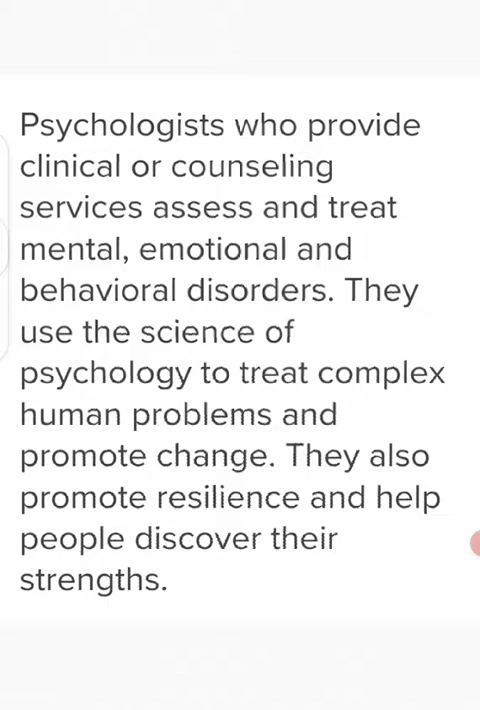 Psychologists who provide
clinical or counseling
services assess and treat
mental, emotional and
behavioral disorders. They
use the science of
psychology to treat complex
human problems and
promote change. They also
promote resilience and help
people discover their
strengths.